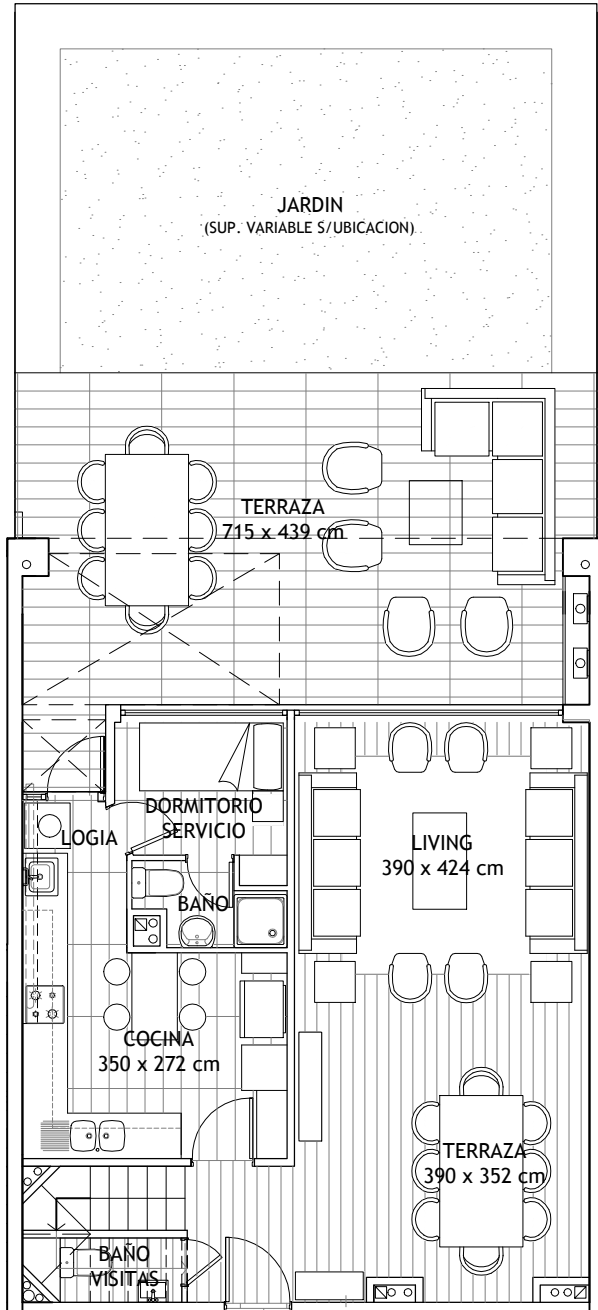 JARDIN
(SUP. VARIABLE S/UBICACION)
TERRAZA
715 x 439 cm
DORMITORIO
SERVICIO
LOGIA
LIVING
390 x 424 cm
BAÑO
COCINA
350 x 272 cm
TERRAZA
390 x 352 cm
BAÑO
VISITAS